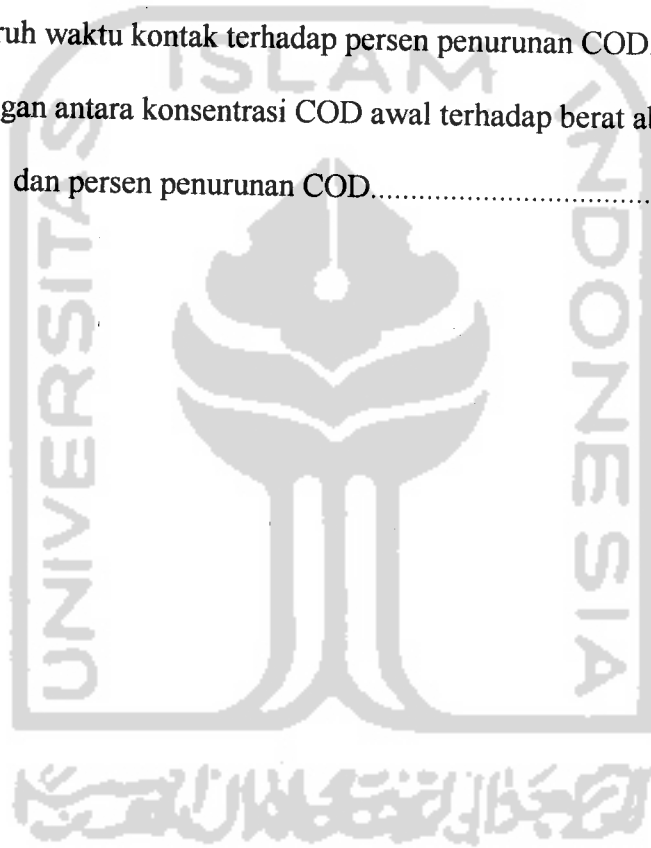 ruh waktu kontak terhadap persen penurunan COD.
gan antara konsentrasi COD awal terhadap berat
dan persen penurunan COD.......................................
ISLAM
UNIVERSITAS
INDONESIA